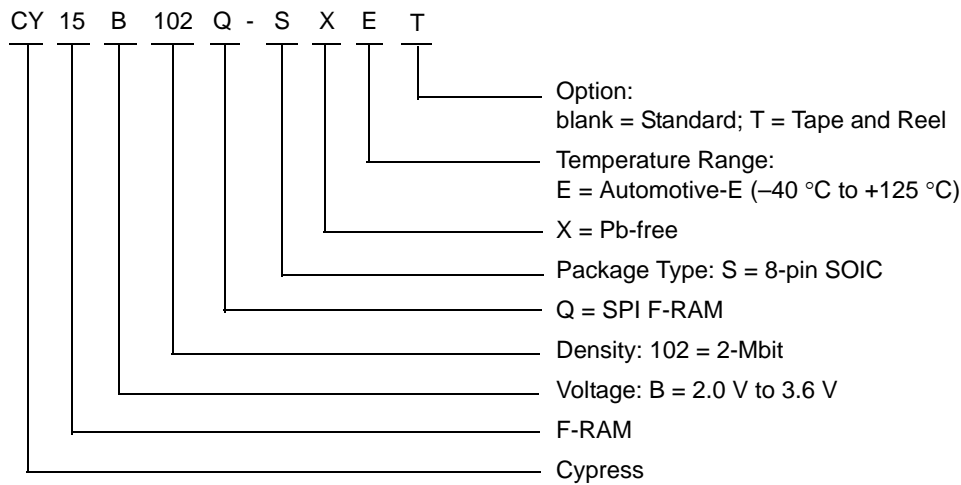 CY 15 B 102 Q - S X E T
Option:
blank = Standard; T = Tape and Reel
Temperature Range:
E = Automotive-E (–40 °C to +125 °C)
X = Pb-free
Package Type: S = 8-pin SOIC
Q = SPI F-RAM
Density: 102 = 2-Mbit
Voltage: B = 2.0 V to 3.6 V
F-RAM
Cypress